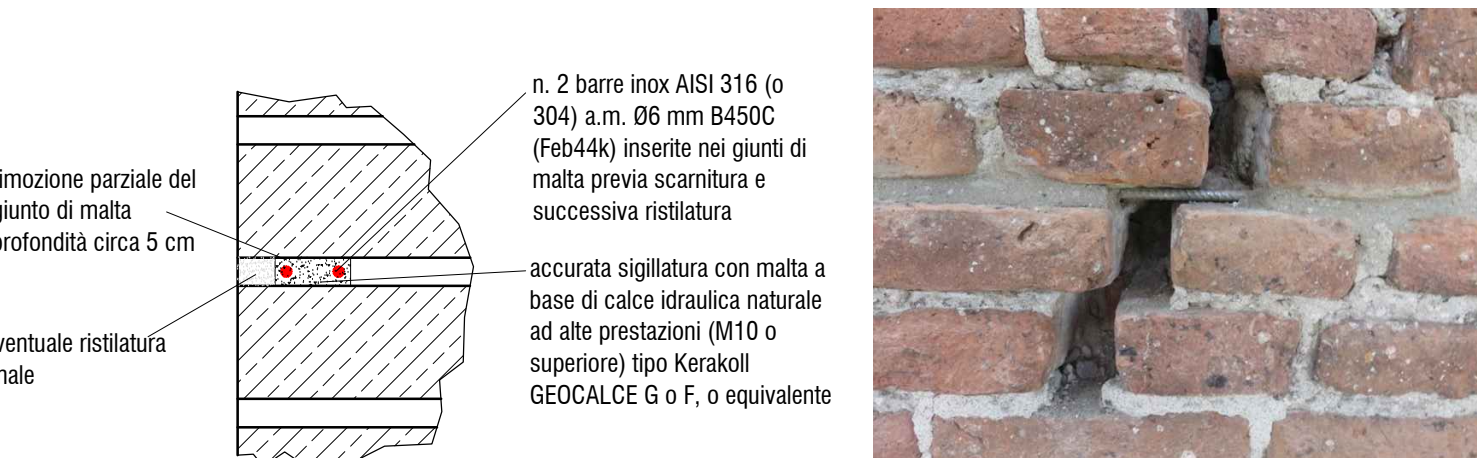 imozione parziale del
giunto di malta
profondità circa 5 cm
ventuale ristilatura
nale
n. 2 barre inox AISI 316 (o
304) a.m. Ø6 mm B450C
(Feb44k) inserite nei giunti di
malta previa scarnitura e
successiva ristilatura
accurata sigillatura con malta a
base di calce idraulica naturale
ad alte prestazioni (M10 o
superiore) tipo Kerakoll
GEOCALCE G o F, o equivalente